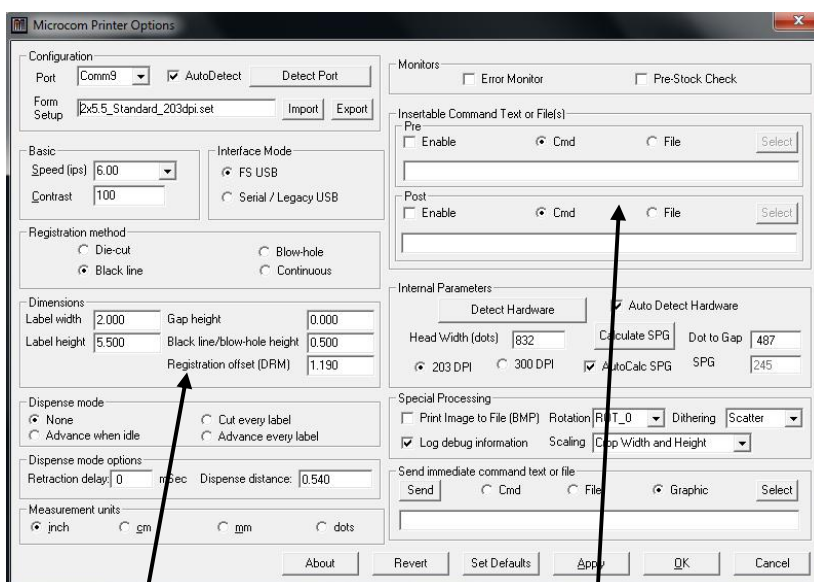 Microcom Printer Options
Configuration
Port Comm9 AutoDetect Detect Port
Form Setup 2x5.5_Standard_203dpi.set Import Export
Basic
Speed (ips) 6.00
Contrast 100
Interface Mode
FS USB
Serial / Legacy USB
Registration method
Die-cut Blow-hole
Black line Continuous
Dimensions
Label width 2.000 Gap height 0.000
Label height 5.500 Black line/blow-hole height 0.500
Registration offset (DRM) 1.190
Dispense mode
None Cut every label
Advance when idle Advance every label
Dispense mode options
Retraction delay: 0 mSec Dispense distance: 0.540
Measurement units
inch cm mm dots
Monitors
Error Monitor Pre-Stock Check
Insertable Command Text or File(s)
Pre
Enable Cmd File Select
Post
Enable Cmd File Select
Internal Parameters
Detect Hardware Auto Detect Hardware
Head Width (dots) 832 Calculate SPG Dot to Gap 487
203 DPI 300 DPI AutoCalc SPG SPG 245
Special Processing
Print Image to File (BMP) Rotation ROT_0 Dithering Scatter
Log debug information Scaling Crop Width and Height
Send immediate command text or file
Send Cmd File Graphic Select
About Revert Set Defaults Apply OK Cancel